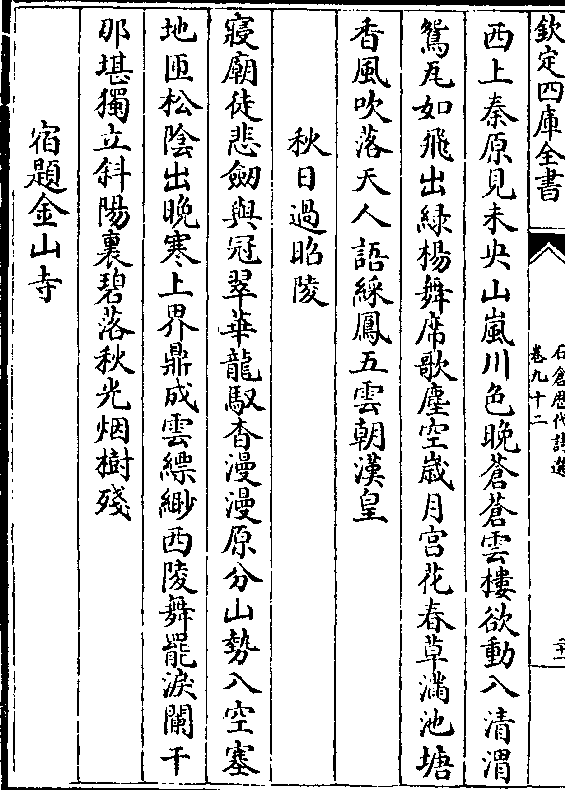 欽定四庫全書
石倉歷代詩選
卷九十二
二十一
西上秦原見未央山嵐川色晚蒼蒼雲樓欲動入清渭
鴛瓦如飛出綠楊舞席歌塵空歲月宮花春草滿池塘
香風吹落天人語綵鳳五雲朝漢皇
秋日過昭陵
寢廟徒悲劒與冠翠華龍馭杳漫漫原分山勢入空塞
地匝松陰出晚寒上界鼎成雲縹緲西陵舞罷淚闌干
那堪獨立斜陽裏碧落秋光烟樹殘
宿題金山寺